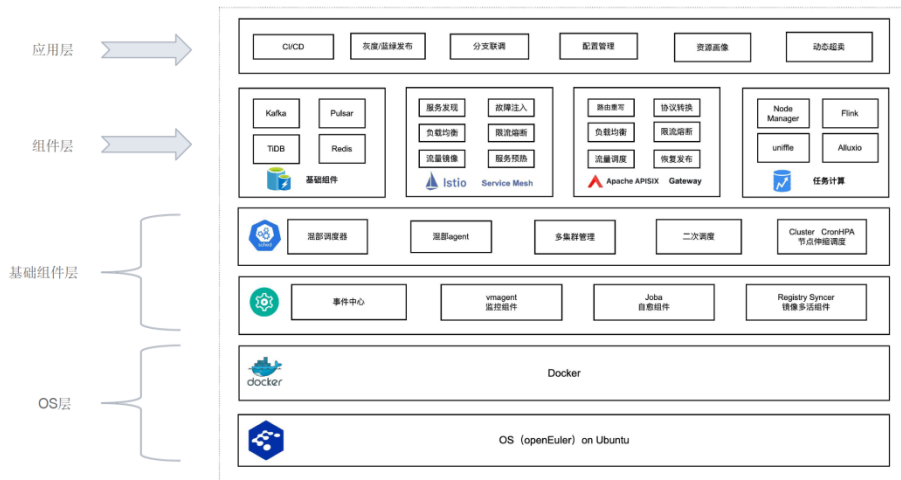 应用层
CI/CD
灰度/蓝绿发布
分支联调
配置管理
资源画像
动态超卖
组件层
Kafka
Pulsar
TiDB
Redis
基础组件
服务发现
故障注入
负载均衡
限流熔断
流量镜像
服务预热
Istio
Service Mesh
路由重写
协议转换
负载均衡
限流熔断
流量调度
恢复发布
Apache APISIX
Gateway
Node
Manager
Flink
uniffle
Alluxio
任务计算
基础组件层
sched
混部调度器
混部agent
多集群管理
二次调度
Cluster CronHPA
节点伸缩调度
事件中心
vmagent
监控组件
Joba
自愈组件
Registry Syncer
镜像多活组件
OS层
docker
Docker
OS（openEuler）on Ubuntu